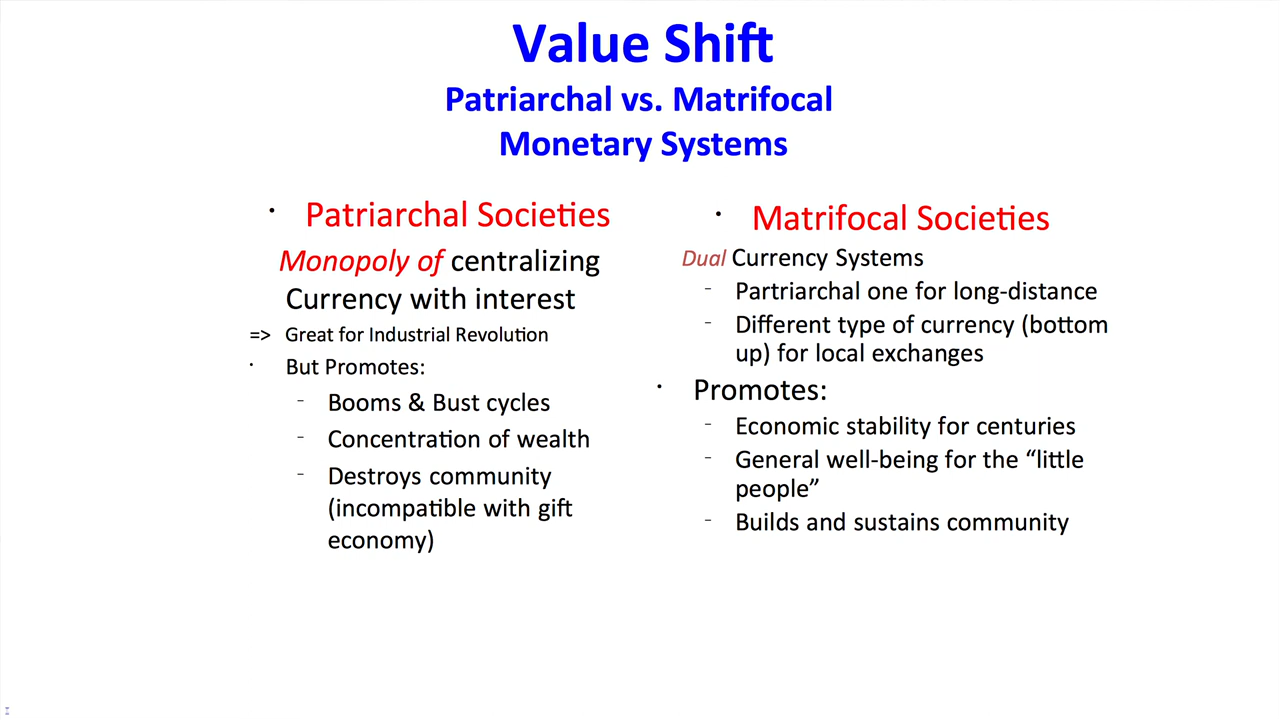 Value Shift
Patriarchal vs. Matrifocal
Monetary Systems
• Patriarchal Societies
Monopoly of centralizing
Currency with interest
=> Great for Industrial Revolution
• But Promotes:
– Booms & Bust cycles
– Concentration of wealth
– Destroys community
(incompatible with gift
economy)
• Matrifocal Societies
Dual Currency Systems
– Partriarchal one for long-distance
– Different type of currency (bottom
up) for local exchanges
• Promotes:
– Economic stability for centuries
– General well-being for the “little
people”
– Builds and sustains community